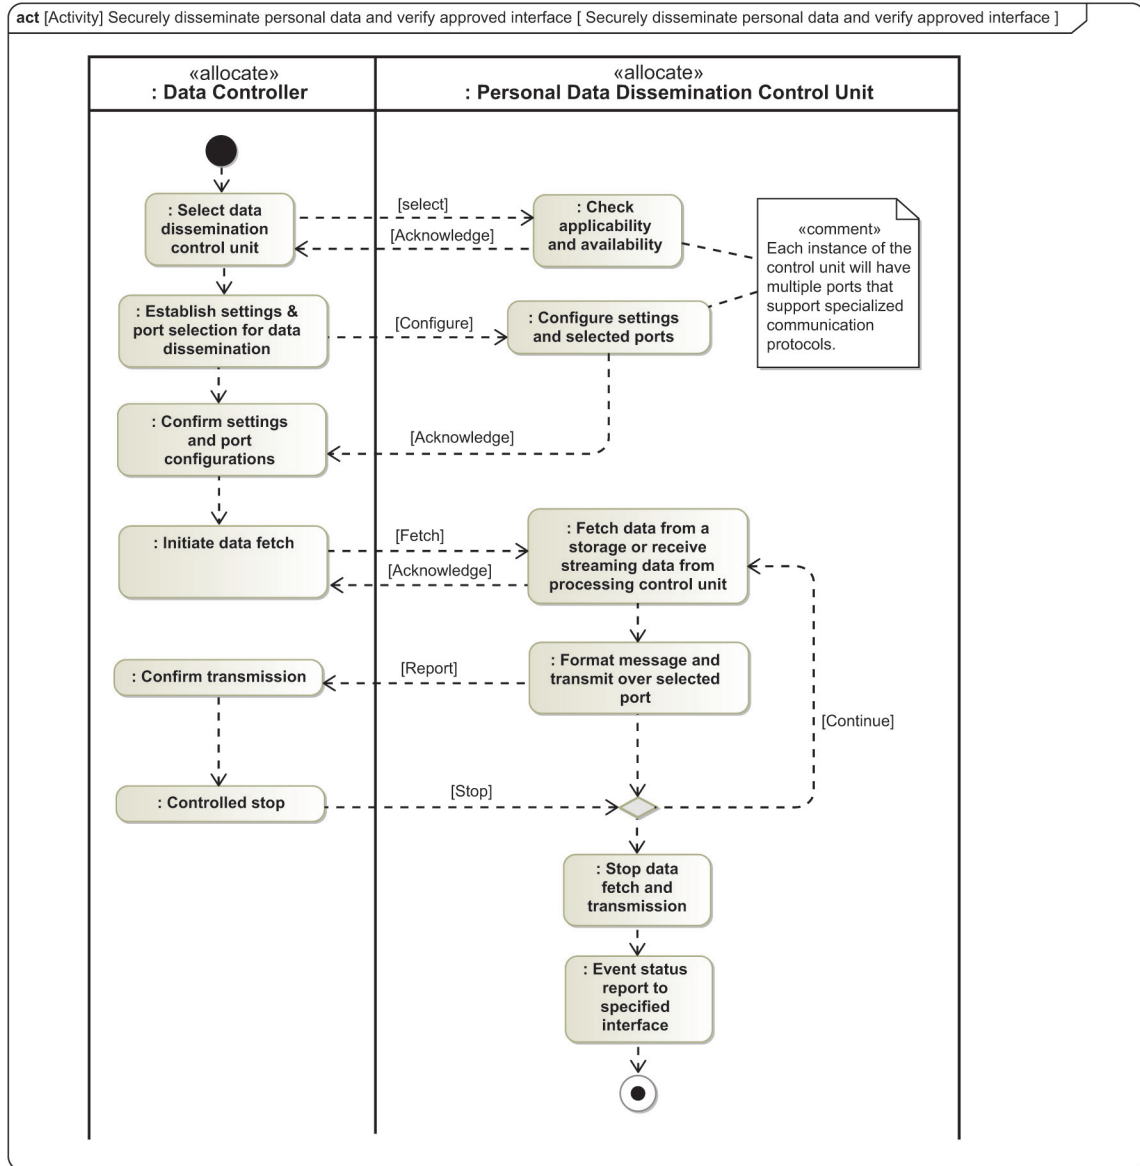 act [Activity] Securely disseminate personal data and verify approved interface [ Securely disseminate personal data and verify approved interface ]
«allocate»
: Data Controller
«allocate»
: Personal Data Dissemination Control Unit
: Select data
dissemination
control unit
[select]
[Acknowledge]
: Check
applicability
and availability
«comment»
Each instance of the
control unit will have
multiple ports that
support specialized
communication
protocols.
: Establish settings &
port selection for data
dissemination
[Configure]
: Configure settings
and selected ports
: Confirm settings
and port
configurations
[Acknowledge]
: Initiate data fetch
[Fetch]
[Acknowledge]
: Fetch data from a
storage or receive
streaming data from
processing control unit
: Confirm transmission
[Report]
: Format message and
transmit over selected
port
[Continue]
: Controlled stop
[Stop]
: Stop data
fetch and
transmission
: Event status
report to
specified
interface